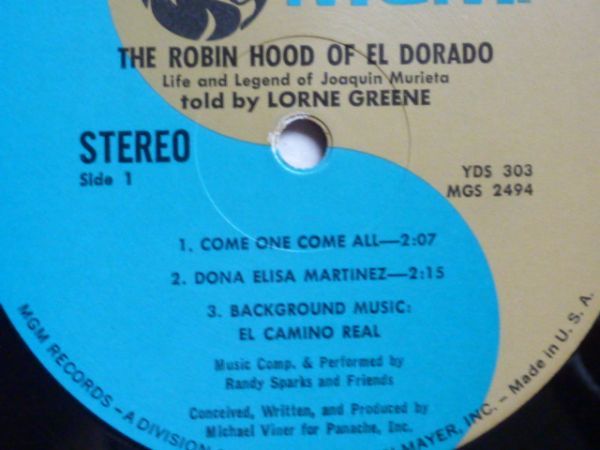 THE ROBIN HOOD OF EL DORADO
Life and Legend of Joaquin Murieta
told by LORNE GREENE
STEREO
Side 1
YDS 303
MGS 2494
1. COME ONE COME ALL—2:07
2. DONA ELISA MARTINEZ—2:15
3. BACKGROUND MUSIC:
EL CAMINO REAL
Music Comp. & Performed by
Randy Sparks and Friends
Conceived, Written, and Produced by
Michael Viner for Panache, Inc.
MGM RECORDS – A DIVISION MAYER, INC. – Made in U. S. A.